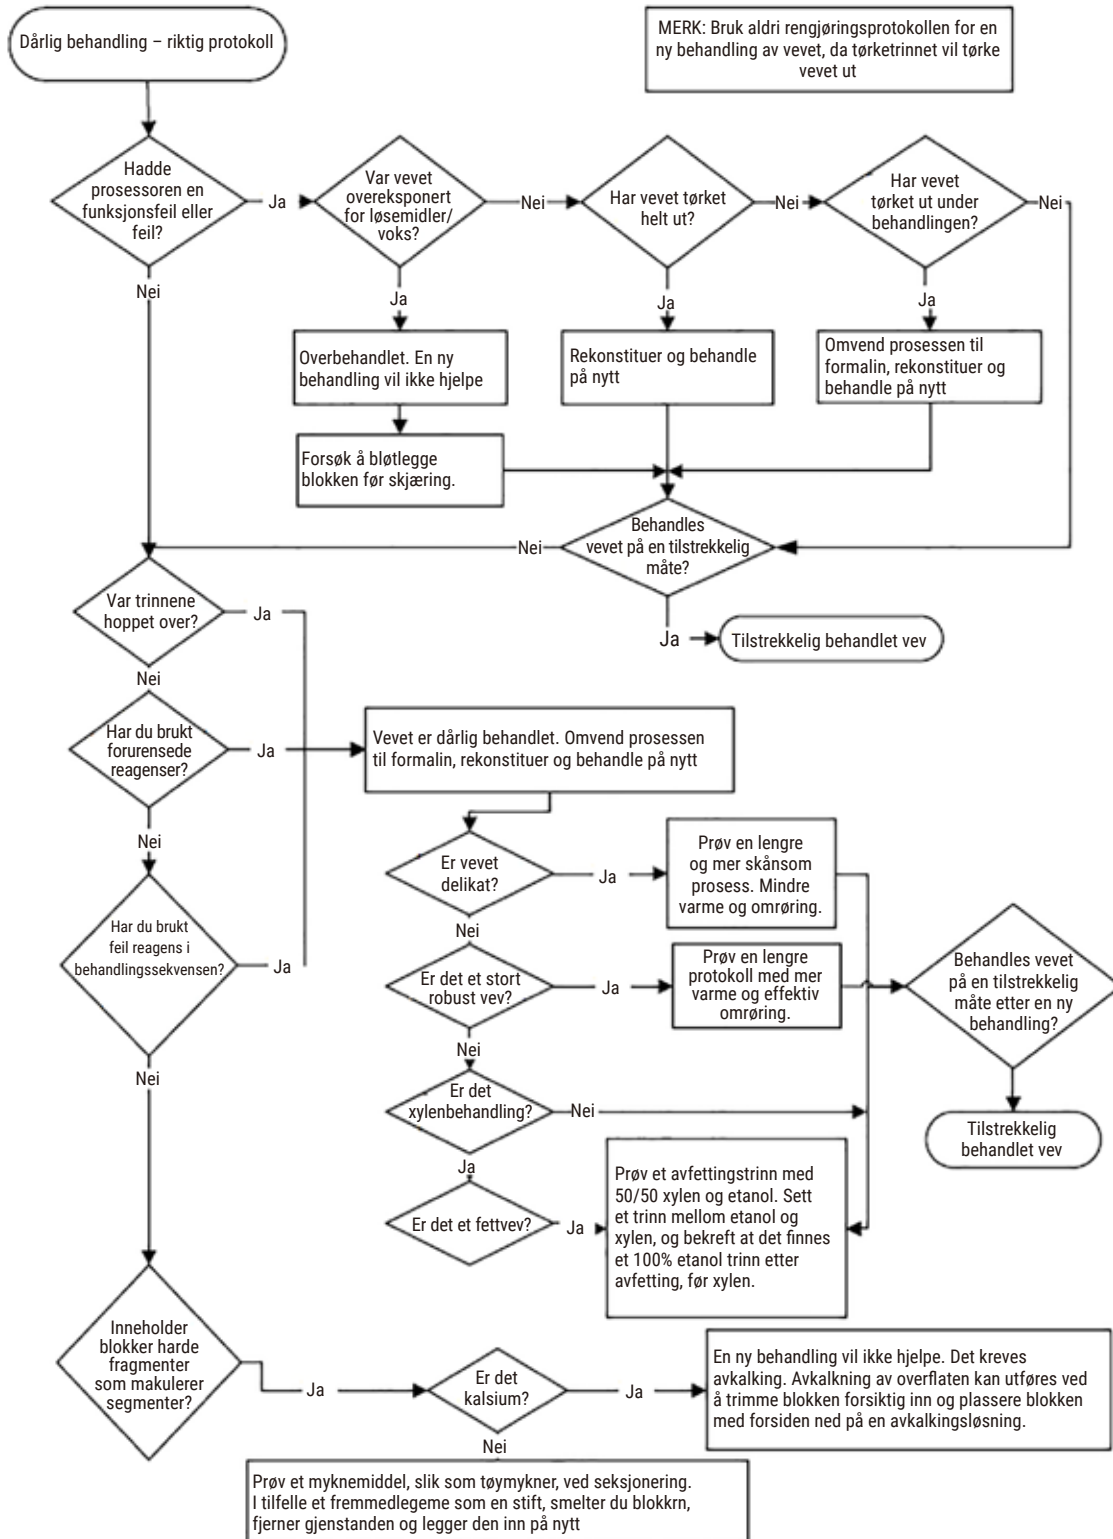 Dårlig behandling – riktig protokoll
MERK: Bruk aldri rengjøringsprotokollen for en
ny behandling av vevet, da tørketrinnet vil tørke
vevet ut
Hadde
prosessoren en
funksjonsfeil eller
feil?
Ja
Var vevet
overeksponert
for løsemidler/
voks?
Nei
Har vevet tørket
helt ut?
Nei
Har vevet
tørket ut under
behandlingen?
Nei
Nei
Ja
Ja
Ja
Overbehandlet. En ny
behandling vil ikke hjelpe
Rekonstituer og behandle
på nytt
Omvend prosessen til
formalin, rekonstituer og
behandle på nytt
Forsøk å bløtlegge
blokken før skjæring.
Behandles
vevet på en tilstrekkelig
måte?
Nei
Ja
Tilstrekkelig behandlet vev
Var trinnene
hoppet over?
Ja
Nei
Har du brukt
forurensede
reagenser?
Ja
Vevet er dårlig behandlet. Omvend prosessen
til formalin, rekonstituer og behandle på nytt
Nei
Har du brukt
feil reagens i
behandlingssekvensen?
Ja
Nei
Er vevet
delikat?
Ja
Prøv en lengre
og mer skånsom
prosess. Mindre
varme og omrøring.
Nei
Er det et stort
robust vev?
Ja
Prøv en lengre
protokoll med mer
varme og effektiv
omrøring.
Behandles vevet
på en tilstrekkelig
måte etter en ny
behandling?
Nei
Er det
xylenbehandling?
Nei
Tilstrekkelig
behandlet vev
Ja
Er det et fettvev?
Ja
Prøv et avfettingstrinn med
50/50 xylen og etanol. Sett
et trinn mellom etanol og
xylen, og bekreft at det finnes
et 100% etanol trinn etter
avfetting, før xylen.
Inneholder
blokker harde
fragmenter
som makulerer
segmenter?
Ja
Er det
kalsium?
Ja
En ny behandling vil ikke hjelpe. Det kreves
avkalking. Avkalkning av overflaten kan utføres ved
å trimme blokken forsiktig inn og plassere blokken
med forsiden ned på en avkalkingsløsning.
Nei
Prøv et myknemiddel, slik som tøymykner, ved seksjonering.
I tilfelle et fremmedlegeme som en stift, smelter du blokkrn,
fjerner gjenstanden og legger den inn på nytt